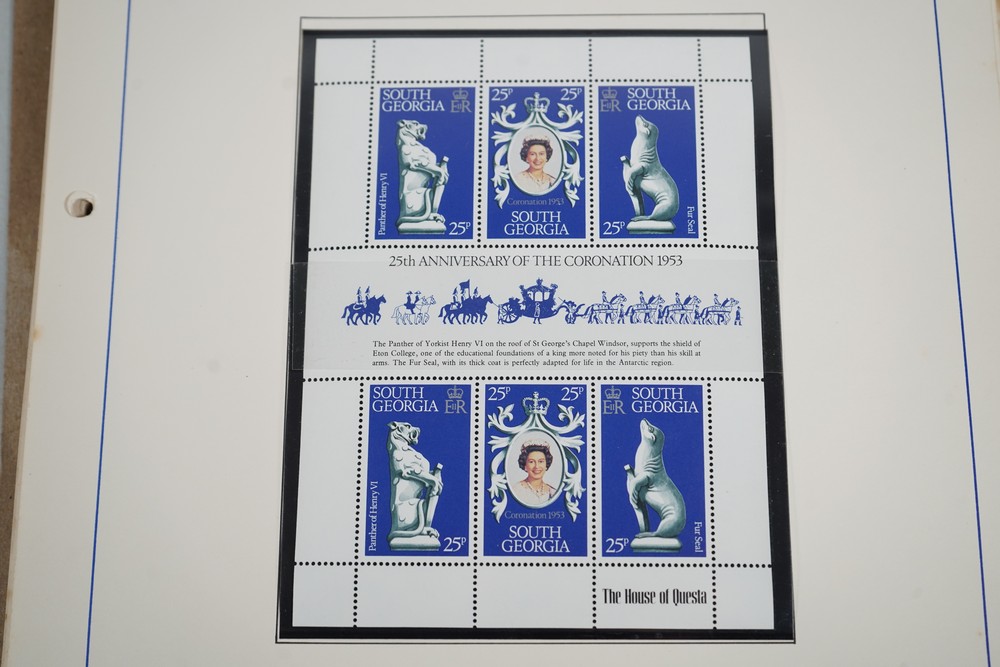 SOUTH
GEORGIA
EIIR
Panther of Henry VI
25P
25P 25P
Coronation 1953
SOUTH
GEORGIA
SOUTH
GEORGIA
EIIR
Fur Seal
25P
25th ANNIVERSARY OF THE CORONATION 1953
The Panther of Yorkist Henry VI on the roof of St George's Chapel Windsor, supports the shield of
Eton College, one of the educational foundations of a king more noted for his piety than his skill at
arms. The Fur Seal, with its thick coat is perfectly adapted for life in the Antarctic region.
SOUTH
GEORGIA
EIIR
Panther of Henry VI
25P
25P 25P
Coronation 1953
SOUTH
GEORGIA
EIIR
SOUTH
GEORGIA
Fur Seal
25P
The House of Questa